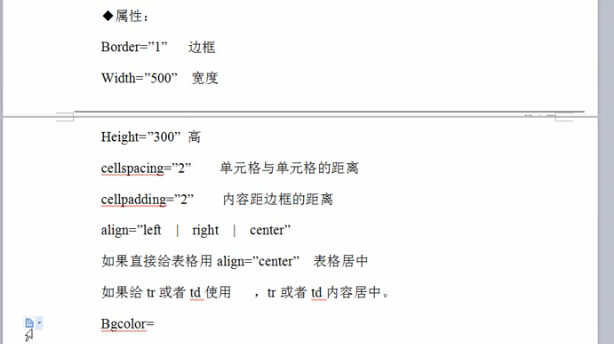 ◆属性：
Border=”1” 边框
Width=”500” 宽度
Height=”300” 高
cellspacing=”2” 单元格与单元格的距离
cellpadding=”2” 内容距边框的距离
align=”left | right | center”
如果直接给表格用 align=”center” 表格居中
如果给 tr 或者 td 使用 ，tr 或者 td 内容居中。
Bgcolor=